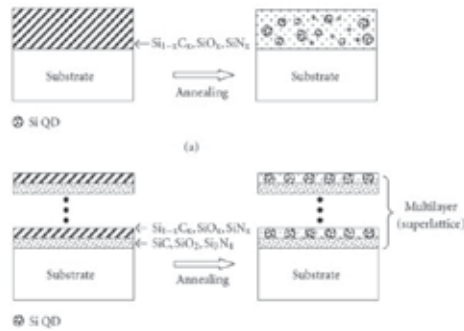 Si₁₋ₓCₓ, SiOₓ, SiNₓ
Substrate
Annealing
Substrate
Si QD
(a)
Si₁₋ₓCₓ, SiOₓ, SiNₓ
SiC, SiO₂, Si₃N₄
Multilayer
(superlattice)
Substrate
Annealing
Substrate
Si QD